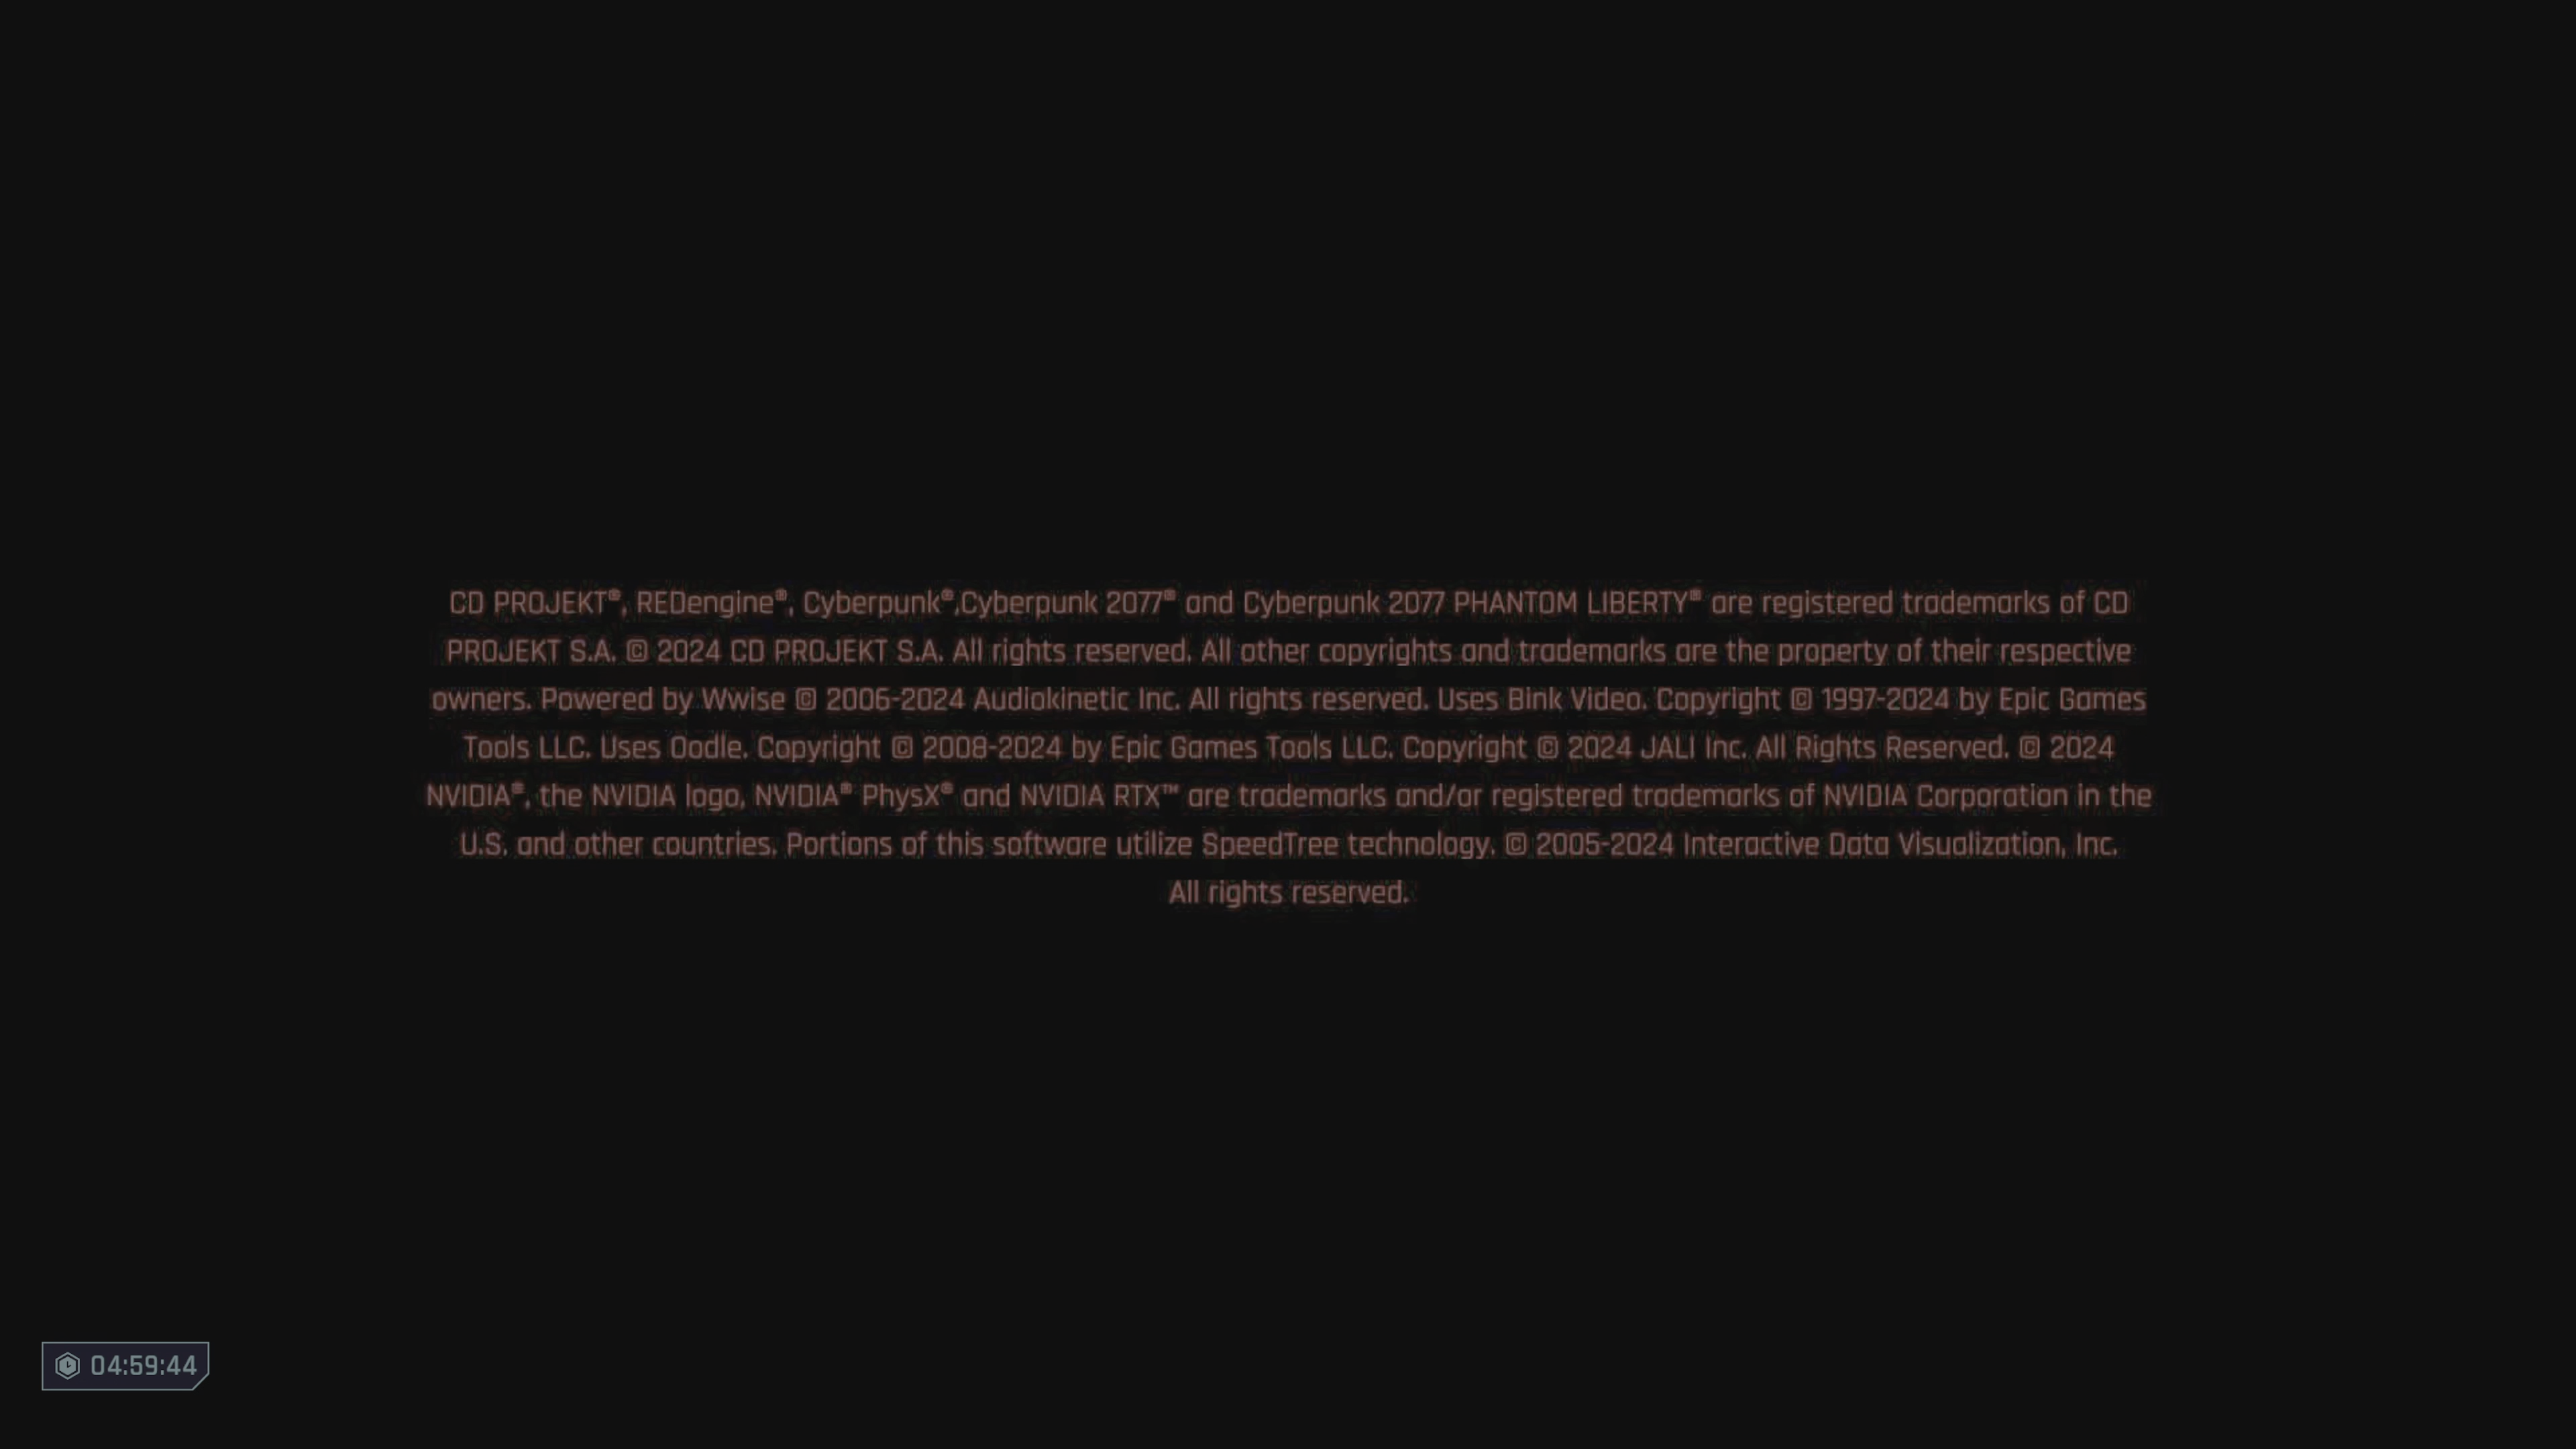 CD PROJEKT®, REDengine®, Cyberpunk®,Cyberpunk 2077® and Cyberpunk 2077 PHANTOM LIBERTY® are registered trademarks of CD
PROJEKT S.A. © 2024 CD PROJEKT S.A. All rights reserved. All other copyrights and trademarks are the property of their respective
owners. Powered by Wwise © 2006-2024 Audiokinetic Inc. All rights reserved. Uses Bink Video. Copyright © 1997-2024 by Epic Games
Tools LLC. Uses Oodle. Copyright © 2008-2024 by Epic Games Tools LLC. Copyright © 2024 JALI Inc. All Rights Reserved. © 2024
NVIDIA®, the NVIDIA logo, NVIDIA® PhysX® and NVIDIA RTX™ are trademarks and/or registered trademarks of NVIDIA Corporation in the
U.S. and other countries. Portions of this software utilize SpeedTree technology. © 2005-2024 Interactive Data Visualization, Inc.
All rights reserved.
04:59:44